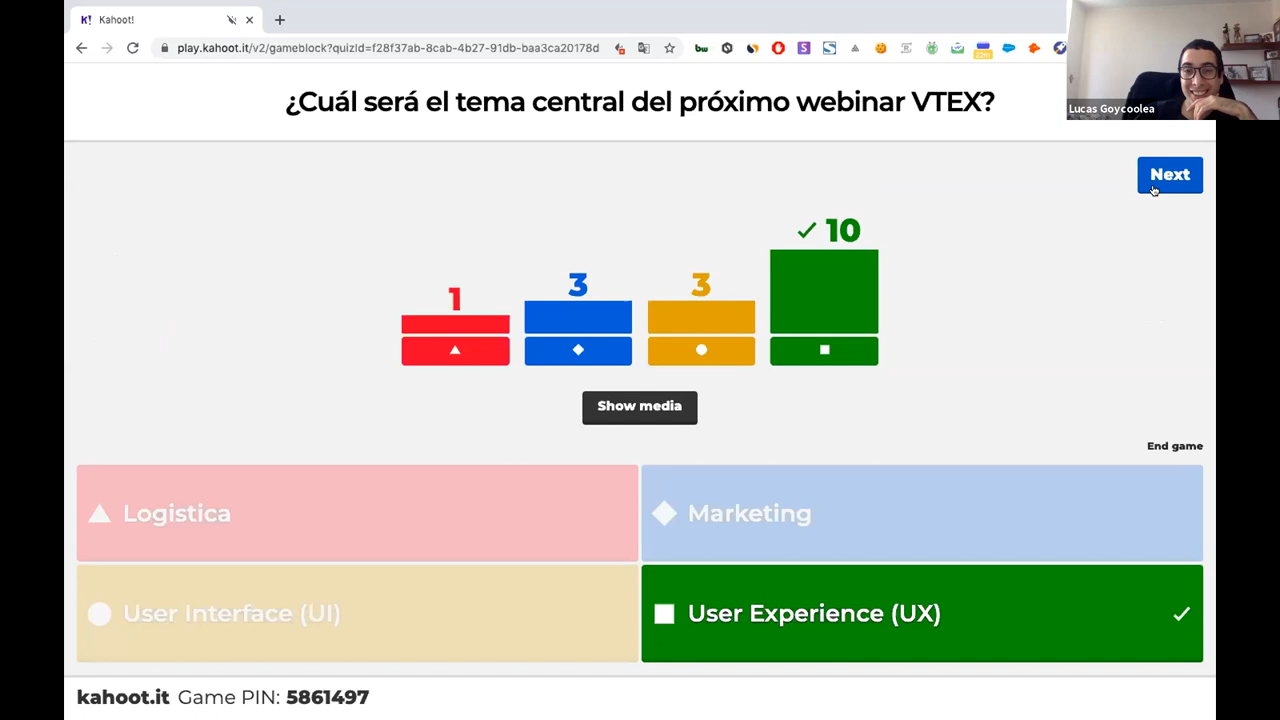 K! Kahoot!
play.kahoot.it/v2/gameblock?quizId=f28f37ab-8cab-4b27-91db-baa3ca20178d
Lucas Goycoolea
¿Cuál será el tema central del próximo webinar VTEX?
Next
1
3
3
10
Show media
End game
Logistica
Marketing
User Interface (UI)
User Experience (UX)
kahoot.it Game PIN: 5861497